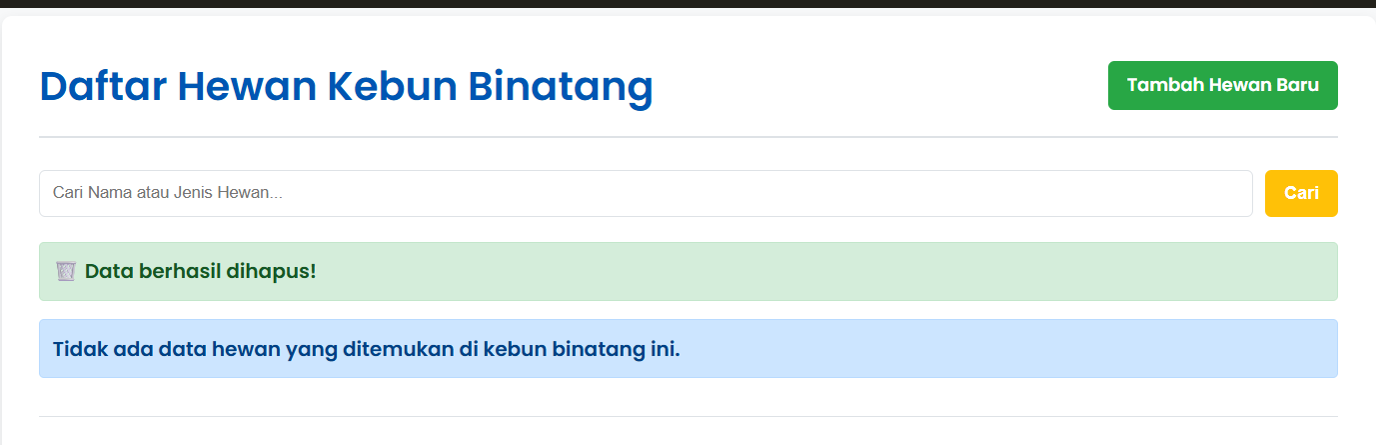 Daftar Hewan Kebun Binatang
Tambah Hewan Baru
Cari Nama atau Jenis Hewan...
Cari
🗑️ Data berhasil dihapus!
Tidak ada data hewan yang ditemukan di kebun binatang ini.